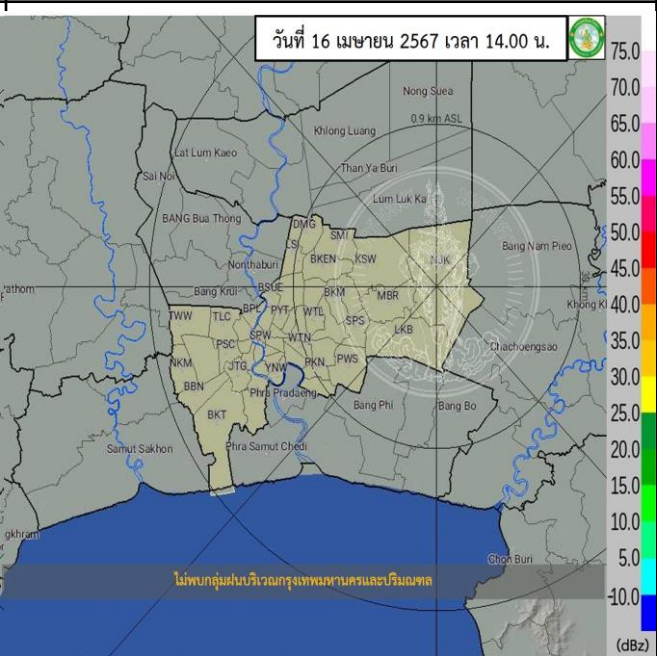 วันที่ 16 เมษายน 2567 เวลา 14.00 น.
75.0
70.0
65.0
60.0
55.0
50.0
45.0
40.0
35.0
30.0
25.0
20.0
15.0
10.0
5.0
-10.0
(dBz)
Nong Suea
0.9 km ASL
Khlong Luang
Lat Lum Kaeo
Than Ya Buri
Sai Noi
Lum Luk Ka
BANG Bua Thong
DMG
SMI
LSI
Bang Nam Pieo
BKEN
KSW
NJK
Nonthaburi
Bang Krui
BSUE
BKM
MBR
Khong Kh
TWW
TLC
BPL
PYT
WTL
SPS
LKB
PSC
SPW
WTN
Chachoengsao
NKM
JTG
YNW
PKN
PWS
BBN
Phra Pradaeng
BKT
Bang Phi
Bang Bo
Samut Sakhon
Phra Samut Chedi
gkhram
Chon Buri
ไม่พบกลุ่มฝนบริเวณกรุงเทพมหานครและปริมณฑล